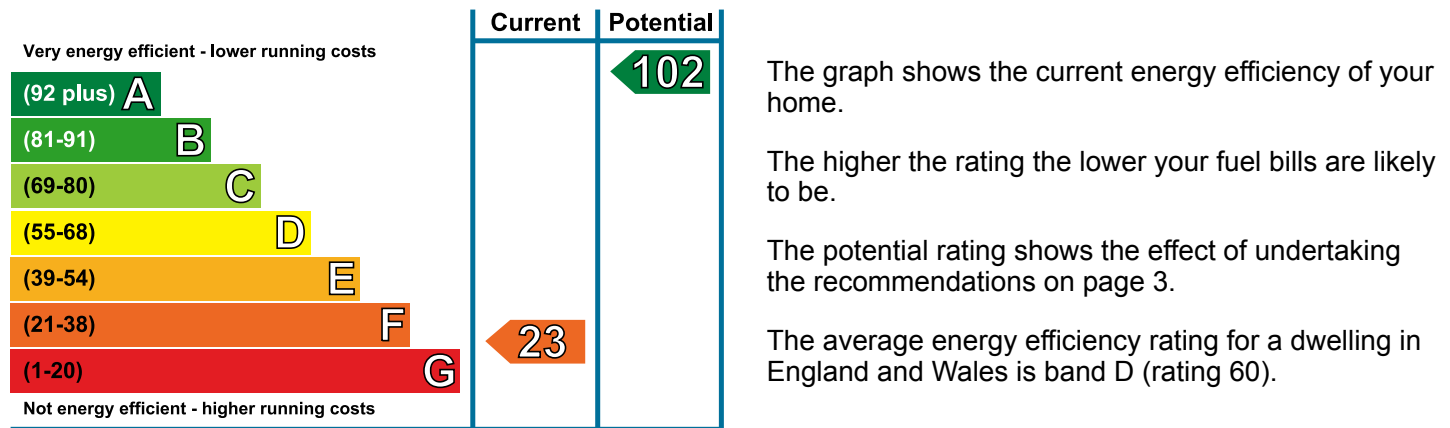 Current Potential
Very energy efficient - lower running costs
102
(92 plus) A
(81-91) B
(69-80) C
(55-68) D
(39-54) E
(21-38) F
23
(1-20) G
Not energy efficient - higher running costs
The graph shows the current energy efficiency of your
home.
The higher the rating the lower your fuel bills are likely
to be.
The potential rating shows the effect of undertaking
the recommendations on page 3.
The average energy efficiency rating for a dwelling in
England and Wales is band D (rating 60).